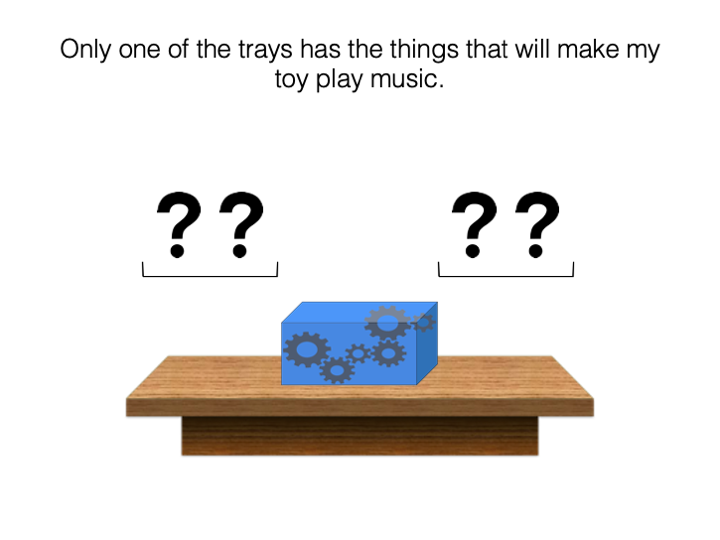 Only one of the trays has the things that will make my
toy play music.
? ? ? ?